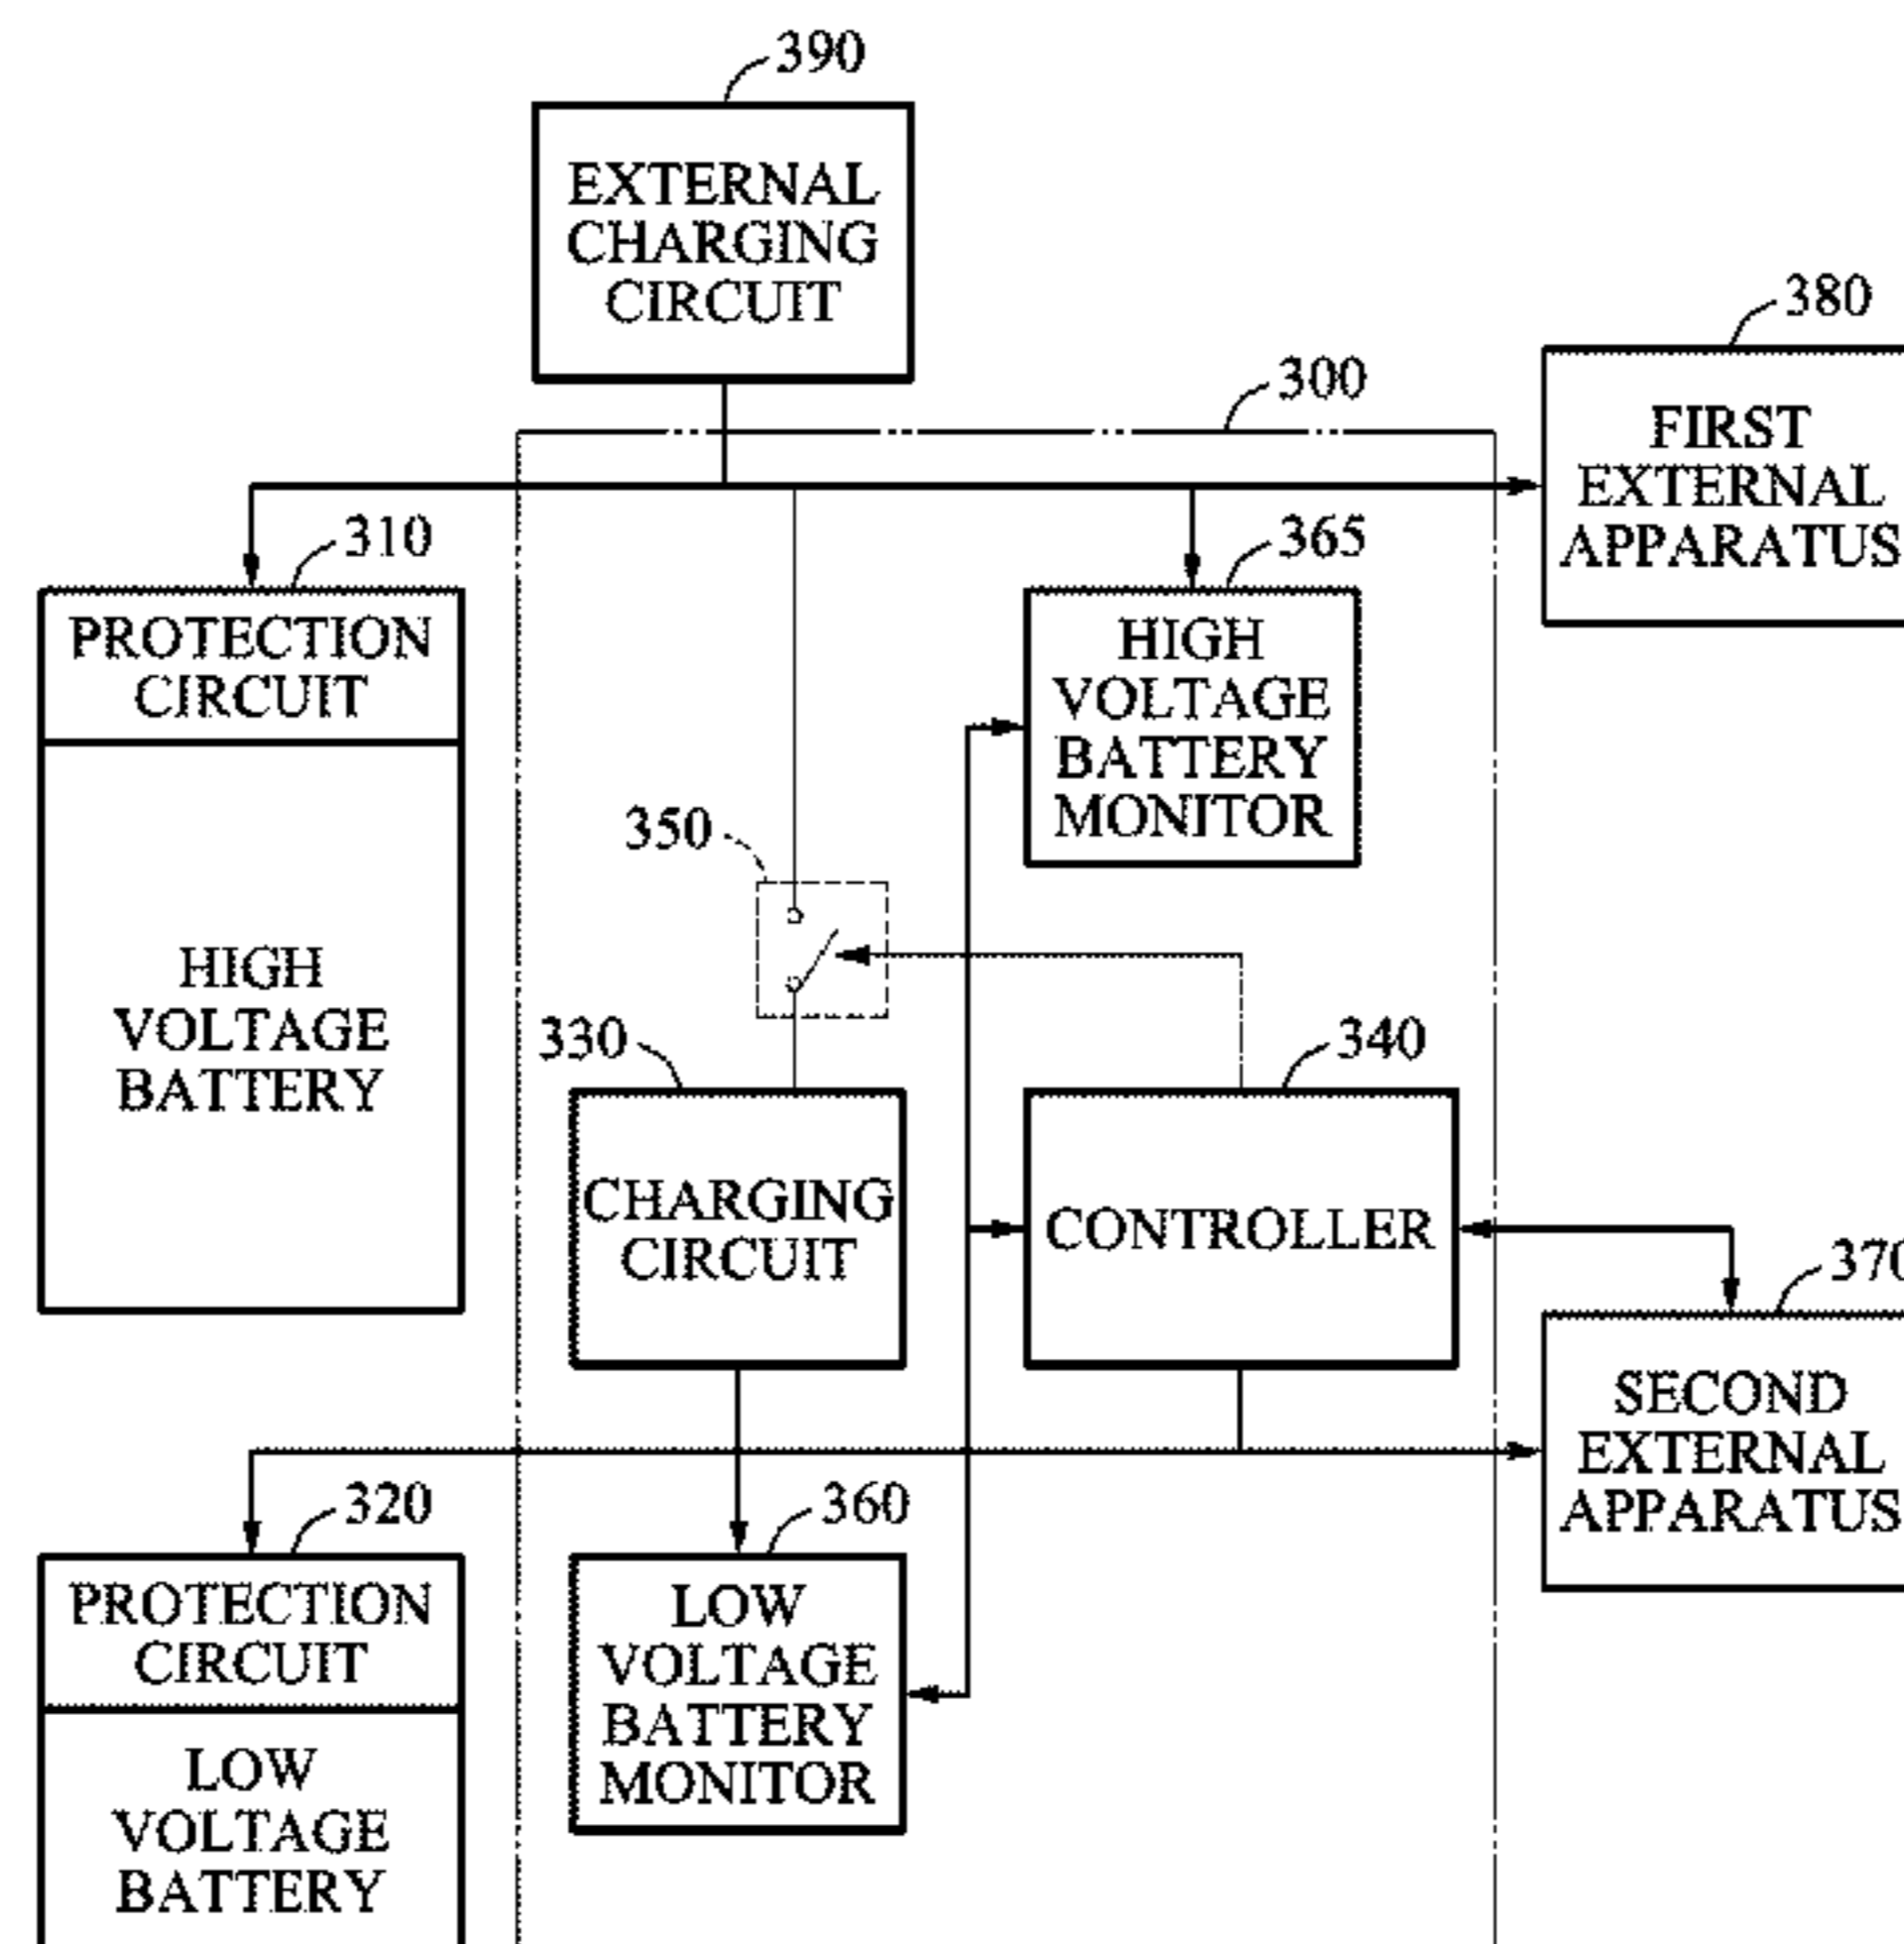 390
EXTERNAL
CHARGING
CIRCUIT
380
300
FIRST
EXTERNAL
APPARATUS
310
365
PROTECTION
CIRCUIT
HIGH
VOLTAGE
BATTERY
MONITOR
350
HIGH
VOLTAGE
BATTERY
330
340
CHARGING
CIRCUIT
CONTROLLER
370
SECOND
EXTERNAL
APPARATUS
320
360
PROTECTION
CIRCUIT
LOW
VOLTAGE
BATTERY
MONITOR
LOW
VOLTAGE
BATTERY